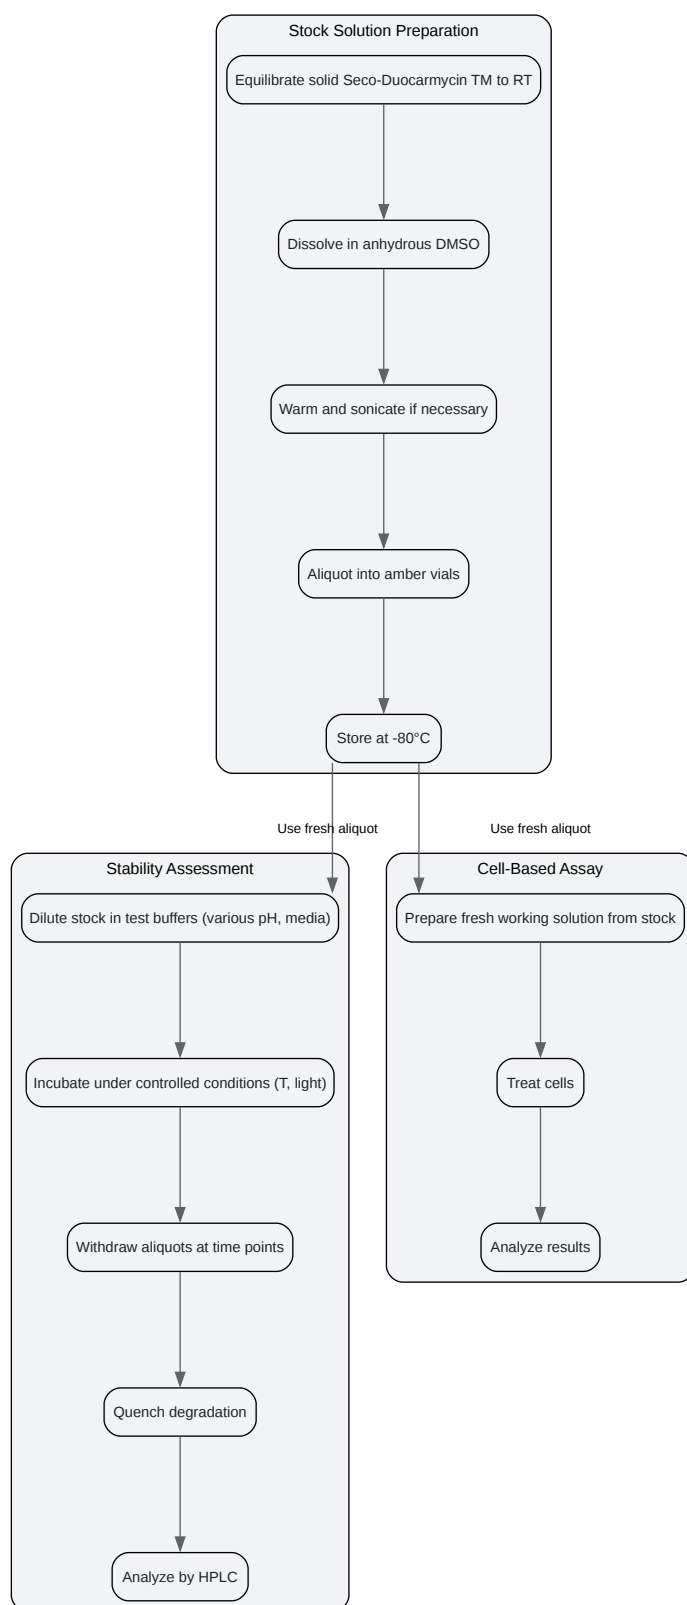 Stock Solution Preparation
Equilibrate solid Seco-Duocarmycin TM to RT
Dissolve in anhydrous DMSO
Warm and sonicate if necessary
Aliquot into amber vials
Store at -80°C
Use fresh aliquot
Use fresh aliquot
Stability Assessment
Dilute stock in test buffers (various pH, media)
Incubate under controlled conditions (T, light)
Withdraw aliquots at time points
Quench degradation
Analyze by HPLC
Cell-Based Assay
Prepare fresh working solution from stock
Treat cells
Analyze results